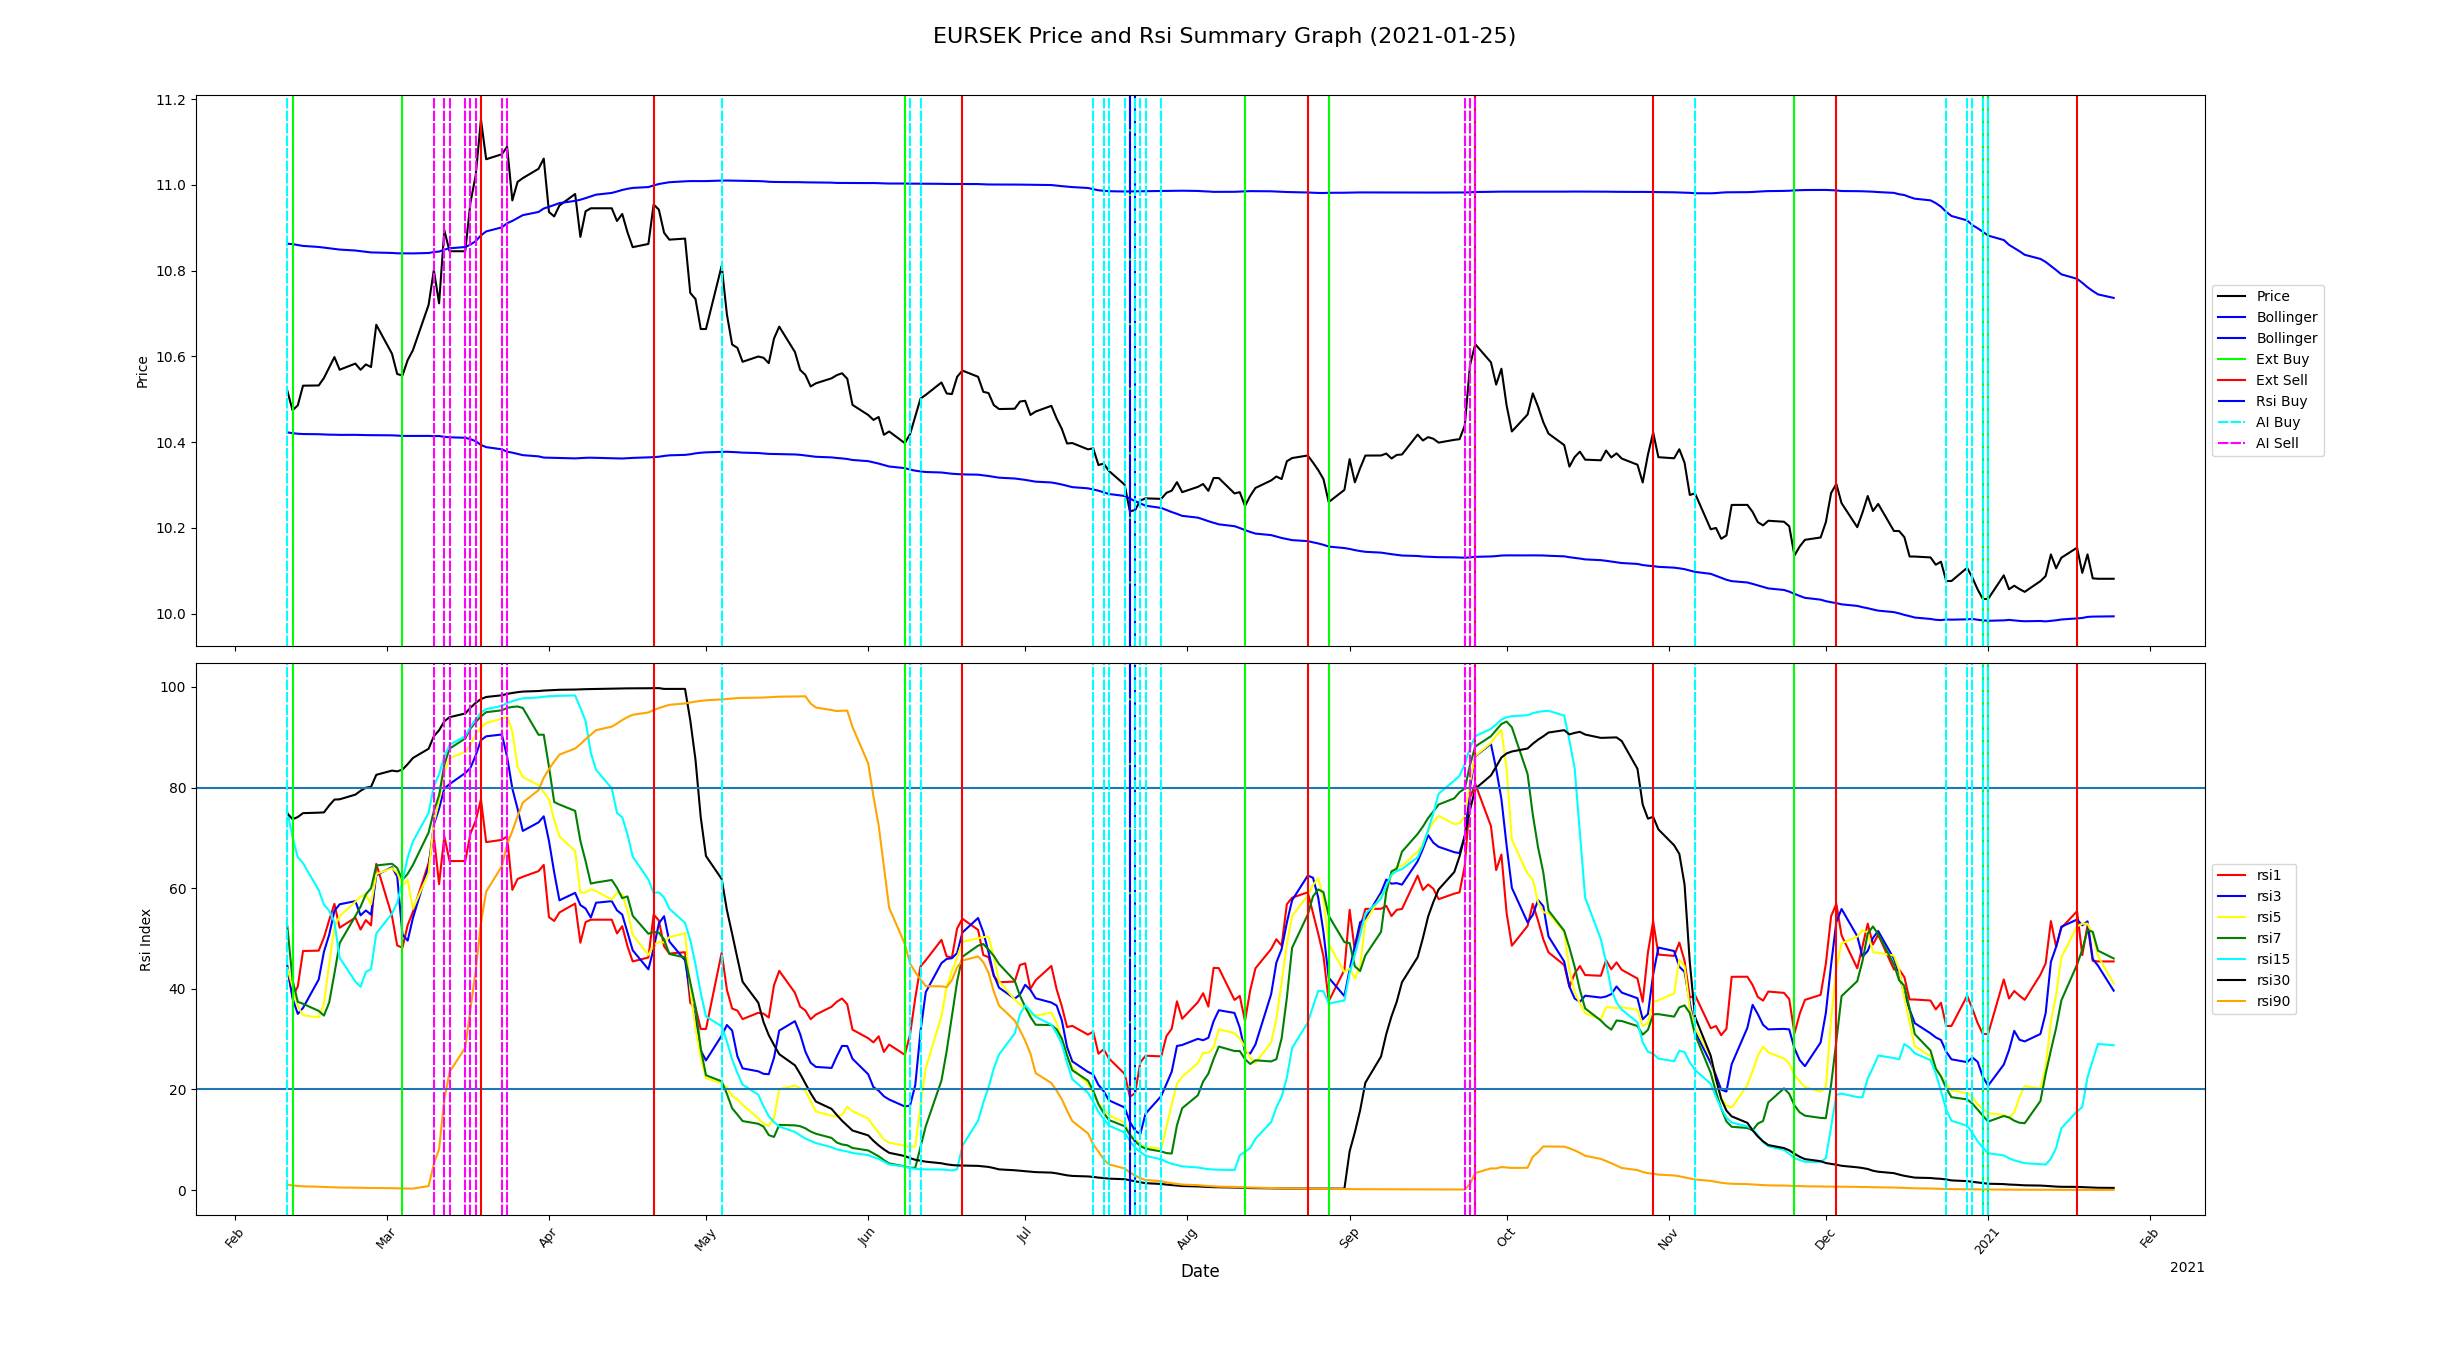 EURSEK Price and Rsi Summary Graph (2021-01-25)
Price
11.2
11.0
10.8
10.6
10.4
10.2
10.0
Price
Bollinger
Bollinger
Ext Buy
Ext Sell
Rsi Buy
AI Buy
AI Sell
Rsi Index
100
80
60
40
20
0
rsi1
rsi3
rsi5
rsi7
rsi15
rsi30
rsi90
Feb Mar Apr May Jun Jul Aug Sep Oct Nov Dec 2021 Feb
Date
2021